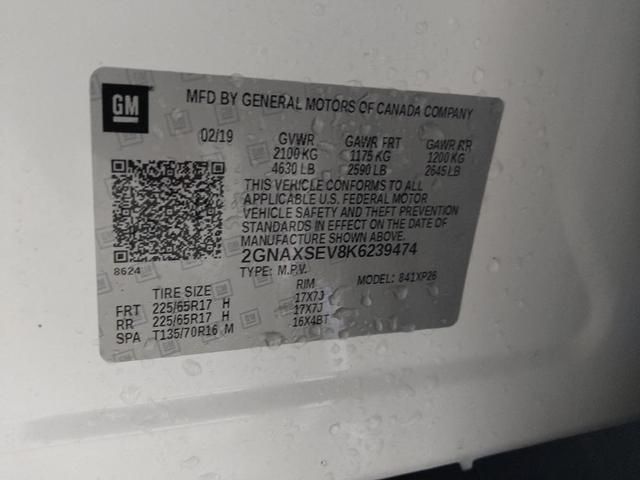 GM
MFD BY GENERAL MOTORS OF CANADA COMPANY
02/19 GVWR GAWR FRT GAWR RR
2100 KG 1175 KG 1200 KG
4630 LB 2590 LB 2645 LB
THIS VEHICLE CONFORMS TO ALL
APPLICABLE U.S. FEDERAL MOTOR
VEHICLE SAFETY AND THEFT PREVENTION
STANDARDS IN EFFECT ON THE DATE OF
MANUFACTURE SHOWN ABOVE.
8624
2GNAXSEV8K6239474
TYPE: M.P.V. MODEL: 841XP26
TIRE SIZE RIM
FRT 225/65R17 H 17X7J
RR 225/65R17 H 17X7J
SPA T135/70R16 M 16X4BT